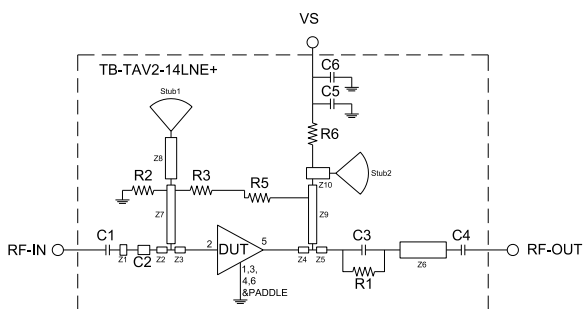 VS
TB-TAV2-14LNE+
C6
C5
Stub1
R6
Z8
R2
R3
R5
Z10
Stub2
Z7
Z9
RF-IN
C1
Z1
C2
Z2
Z3
2
DUT
5
1,3,
4,6
&PADDLE
Z4
Z5
C3
R1
Z6
C4
RF-OUT